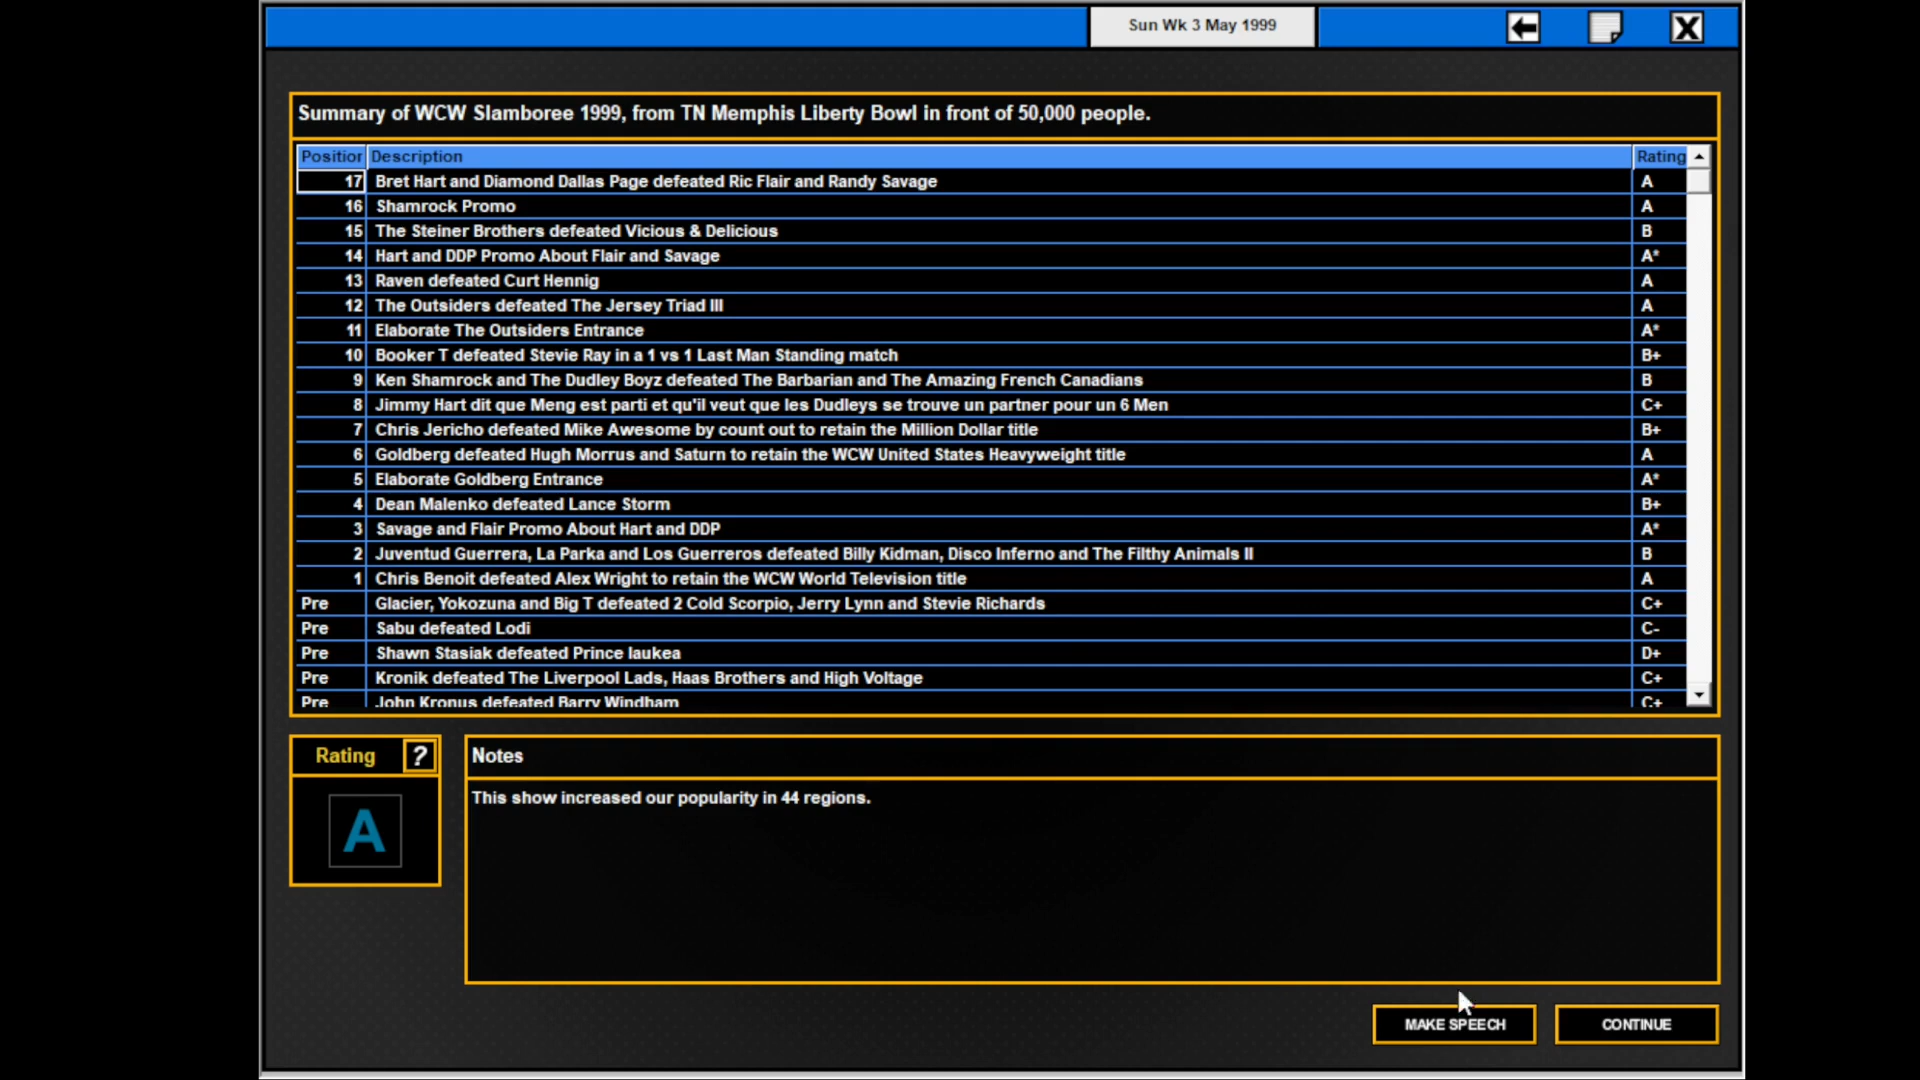 Sun Wk 3 May 1999
Summary of WCW Slamboree 1999, from TN Memphis Liberty Bowl in front of 50,000 people.
Position Description Rating
17 Bret Hart and Diamond Dallas Page defeated Ric Flair and Randy Savage A
16 Shamrock Promo A
15 The Steiner Brothers defeated Vicious & Delicious B
14 Hart and DDP Promo About Flair and Savage A*
13 Raven defeated Curt Hennig A
12 The Outsiders defeated The Jersey Triad III A
11 Elaborate The Outsiders Entrance A*
10 Booker T defeated Stevie Ray in a 1 vs 1 Last Man Standing match B+
9 Ken Shamrock and The Dudley Boyz defeated The Barbarian and The Amazing French Canadians B
8 Jimmy Hart dit que Meng est parti et qu'il veut que les Dudleys se trouve un partner pour un 6 Men C+
7 Chris Jericho defeated Mike Awesome by count out to retain the Million Dollar title B+
6 Goldberg defeated Hugh Morrus and Saturn to retain the WCW United States Heavyweight title A
5 Elaborate Goldberg Entrance A*
4 Dean Malenko defeated Lance Storm B+
3 Savage and Flair Promo About Hart and DDP A*
2 Juventud Guerrera, La Parka and Los Guerreros defeated Billy Kidman, Disco Inferno and The Filthy Animals II B
1 Chris Benoit defeated Alex Wright to retain the WCW World Television title A
Pre Glacier, Yokozuna and Big T defeated 2 Cold Scorpio, Jerry Lynn and Stevie Richards C+
Pre Sabu defeated Lodi C-
Pre Shawn Stasiak defeated Prince Iaukea D+
Pre Kronik defeated The Liverpool Lads, Haas Brothers and High Voltage C+
Pre John Kronus defeated Barry Windham C+
Rating ? Notes
A This show increased our popularity in 44 regions.
MAKE SPEECH CONTINUE